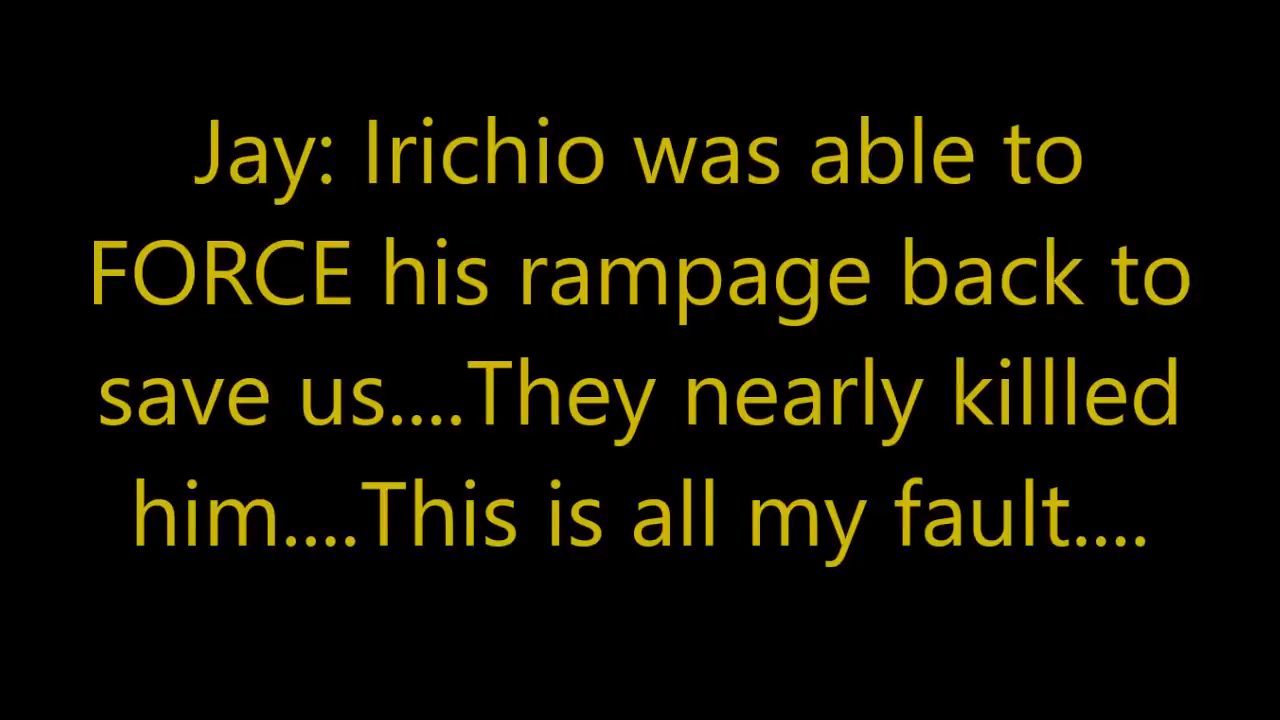 Jay: Irichio was able to
FORCE his rampage back to
save us....They nearly killled
him....This is all my fault....